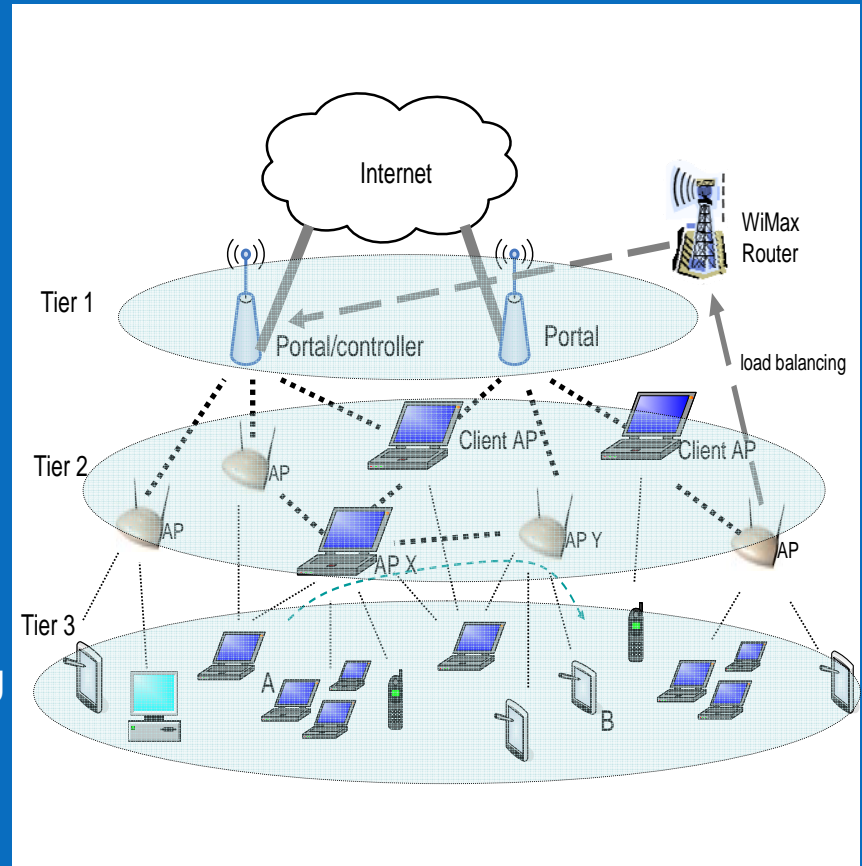 Internet
WiMax
Router
Tier 1
Portal/controller
Portal
load balancing
Client AP
Client AP
Tier 2
AP
AP
AP X
AP Y
AP
Tier 3
A
B